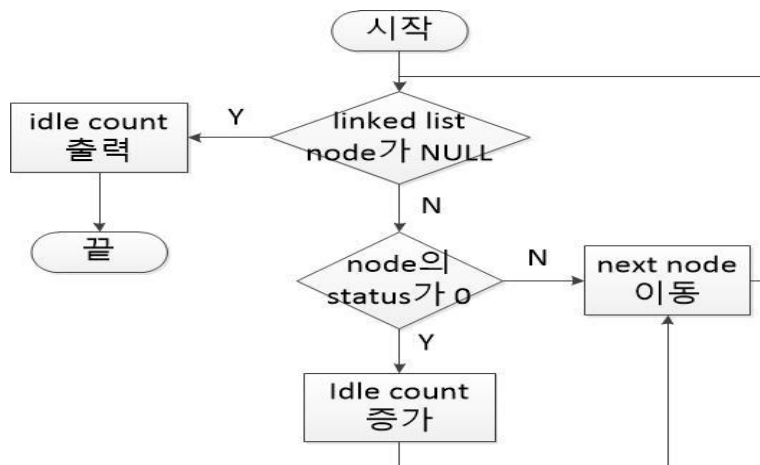 시작
Y
idle count
출력
linked list
node가 NULL
N
끝
node의
status가 0
N
next node
이동
Y
Idle count
증가